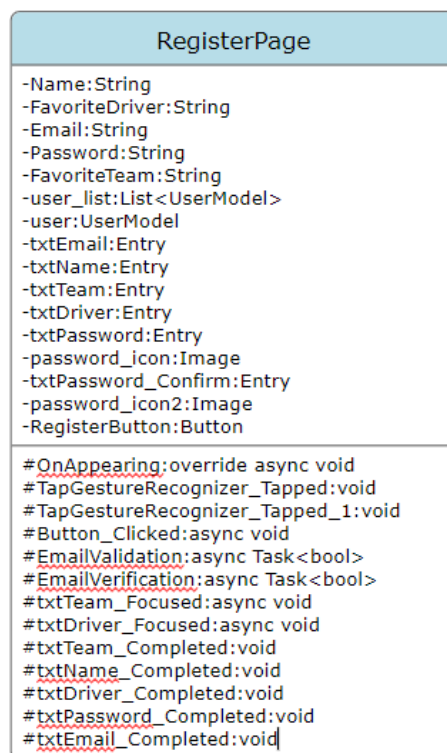 RegisterPage
-Name:String
-FavoriteDriver:String
-Email:String
-Password:String
-FavoriteTeam:String
-user_list:List<UserModel>
-user:UserModel
-txtEmail:Entry
-txtName:Entry
-txtTeam:Entry
-txtDriver:Entry
-txtPassword:Entry
-password_icon:Image
-txtPassword_Confirm:Entry
-password_icon2:Image
-RegisterButton:Button
#OnAppearing:override async void
#TapGestureRecognizer_Tapped:void
#TapGestureRecognizer_Tapped_1:void
#Button_Clicked:async void
#EmailValidation:async Task<bool>
#EmailVerification:async Task<bool>
#txtTeam_Focused:async void
#txtDriver_Focused:async void
#txtTeam_Completed:void
#txtName_Completed:void
#txtDriver_Completed:void
#txtPassword_Completed:void
#txtEmail_Completed:void